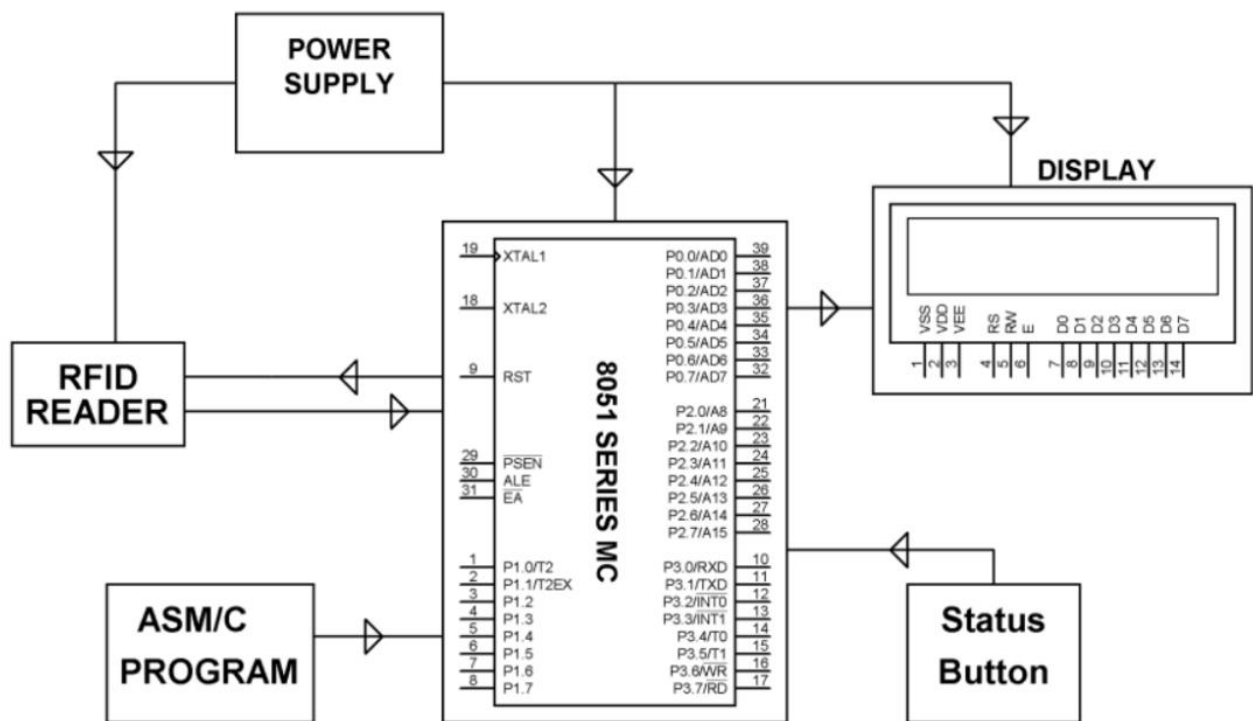 POWER
SUPPLY
DISPLAY
VSS
VDD
VEE
RS
RW
E
D0
D1
D2
D3
D4
D5
D6
D7
1
2
3
4
5
6
7
8
9
10
11
12
13
14
RFID
READER
8051 SERIES MC
19 XTAL1
18 XTAL2
9 RST
29 PSEN
30 ALE
31 EA
1 P1.0/T2
2 P1.1/T2EX
3 P1.2
4 P1.3
5 P1.4
6 P1.5
7 P1.6
8 P1.7
P0.0/AD0 39
P0.1/AD1 38
P0.2/AD2 37
P0.3/AD3 36
P0.4/AD4 35
P0.5/AD5 34
P0.6/AD6 33
P0.7/AD7 32
P2.0/A8 21
P2.1/A9 22
P2.2/A10 23
P2.3/A11 24
P2.4/A12 25
P2.5/A13 26
P2.6/A14 27
P2.7/A15 28
P3.0/RXD 10
P3.1/TXD 11
P3.2/INT0 12
P3.3/INT1 13
P3.4/T0 14
P3.5/T1 15
P3.6/WR 16
P3.7/RD 17
ASM/C
PROGRAM
Status
Button